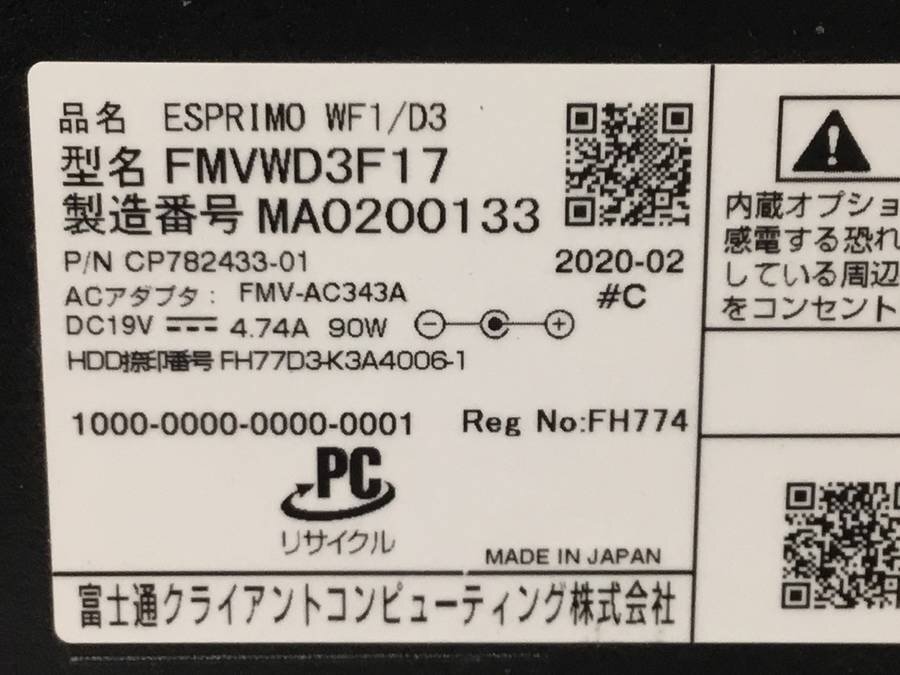 品名 ESPRIMO WF1/D3
型名 FMVWD3F17
製造番号 MA0200133
P/N CP782433-01
2020-02
#C
ACアダプタ: FMV-AC343A
DC19V 4.74A 90W
HDD捺印番号 FH77D3-K3A4006-1
1000-0000-0000-0001
Reg No:FH774
PC
リサイクル
MADE IN JAPAN
富士通クライアントコンピューティング株式会社
内蔵オプショ
感電する恐れ
している周辺
をコンセント